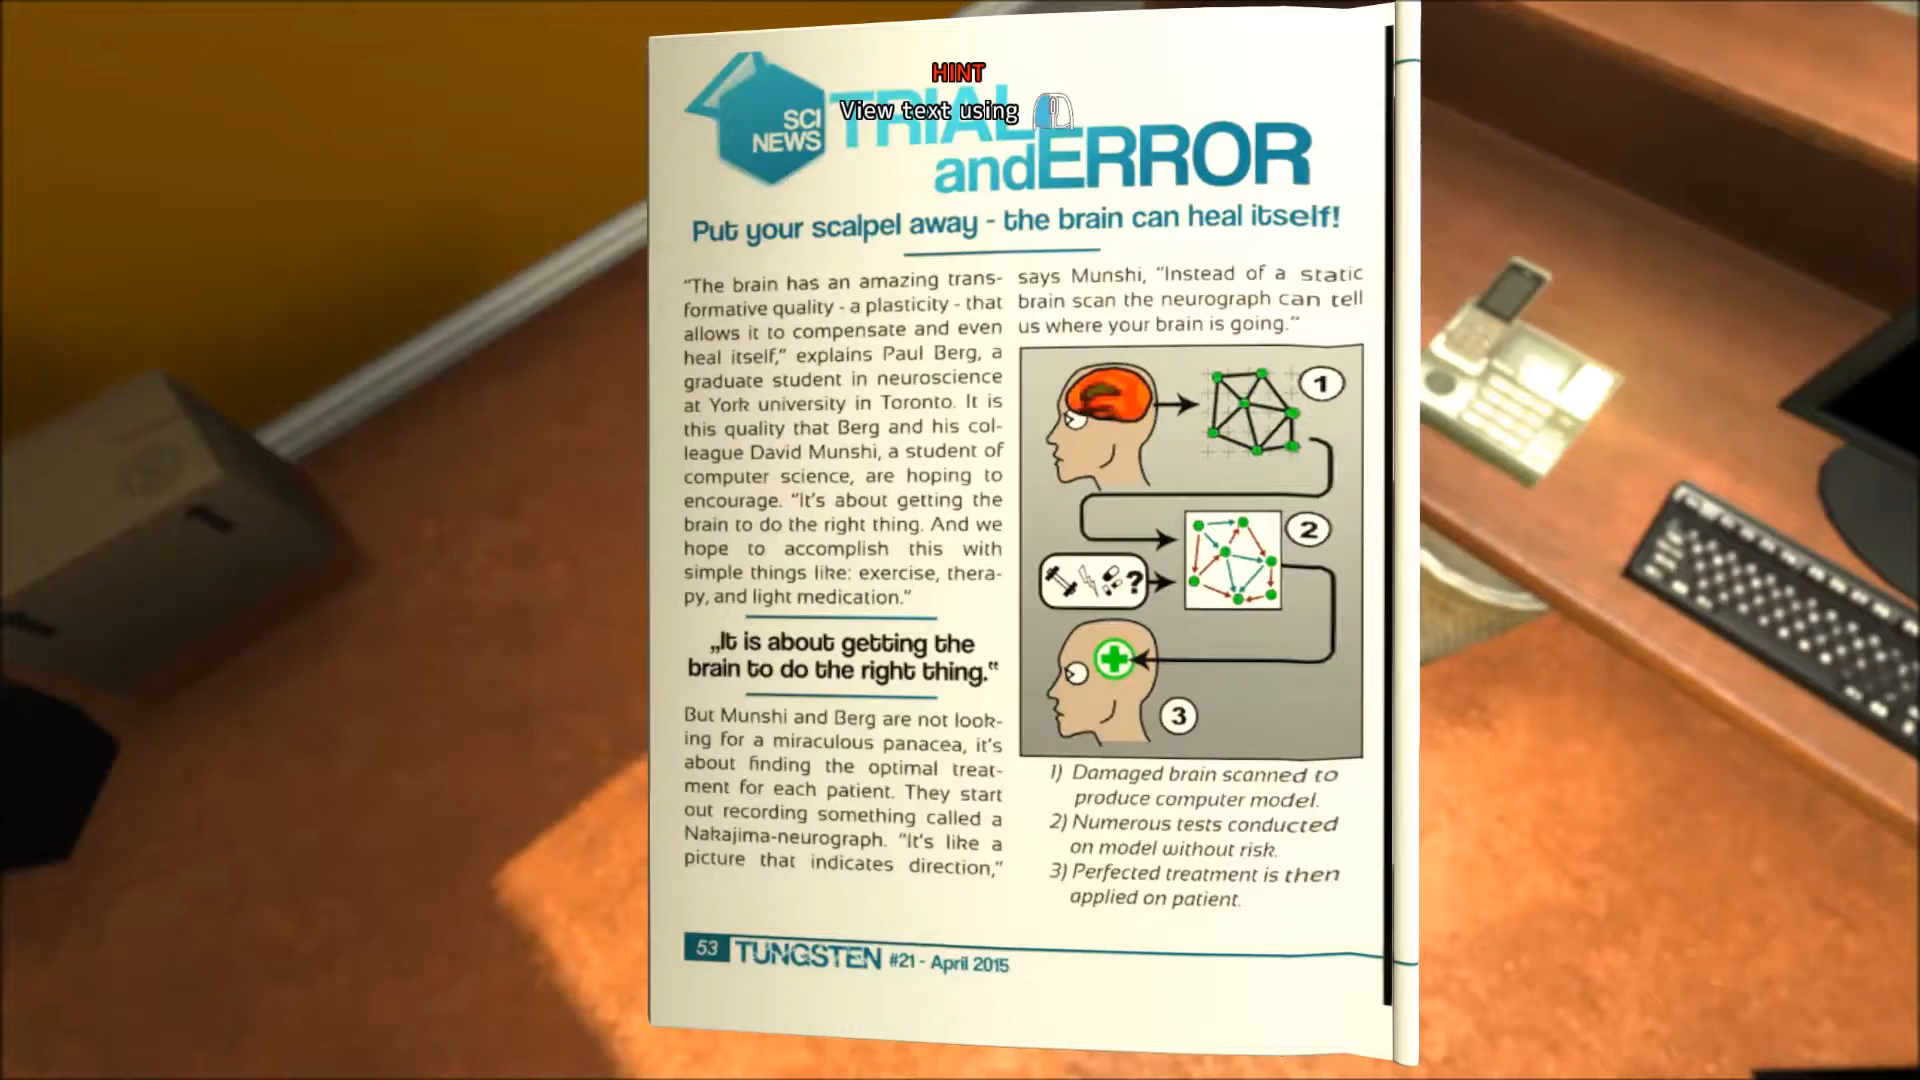 HINT
View text using
SCI
NEWS
TRIAL
andERROR
Put your scalpel away - the brain can heal itself!
"The brain has an amazing trans-
formative quality - a plasticity - that
allows it to compensate and even
heal itself," explains Paul Berg, a
graduate student in neuroscience
at York university in Toronto. It is
this quality that Berg and his col-
league David Munshi, a student of
computer science, are hoping to
encourage. "It's about getting the
brain to do the right thing. And we
hope to accomplish this with
simple things like: exercise, thera-
py, and light medication."
„It is about getting the
brain to do the right thing."
But Munshi and Berg are not look-
ing for a miraculous panacea, it's
about finding the optimal treat-
ment for each patient. They start
out recording something called a
Nakajima-neurograph. "It's like a
picture that indicates direction,"
says Munshi, "Instead of a static
brain scan the neurograph can tell
us where your brain is going."
1
2
?
3
1) Damaged brain scanned to
produce computer model.
2) Numerous tests conducted
on model without risk.
3) Perfected treatment is then
applied on patient.
53 TUNGSTEN #21 - April 2015